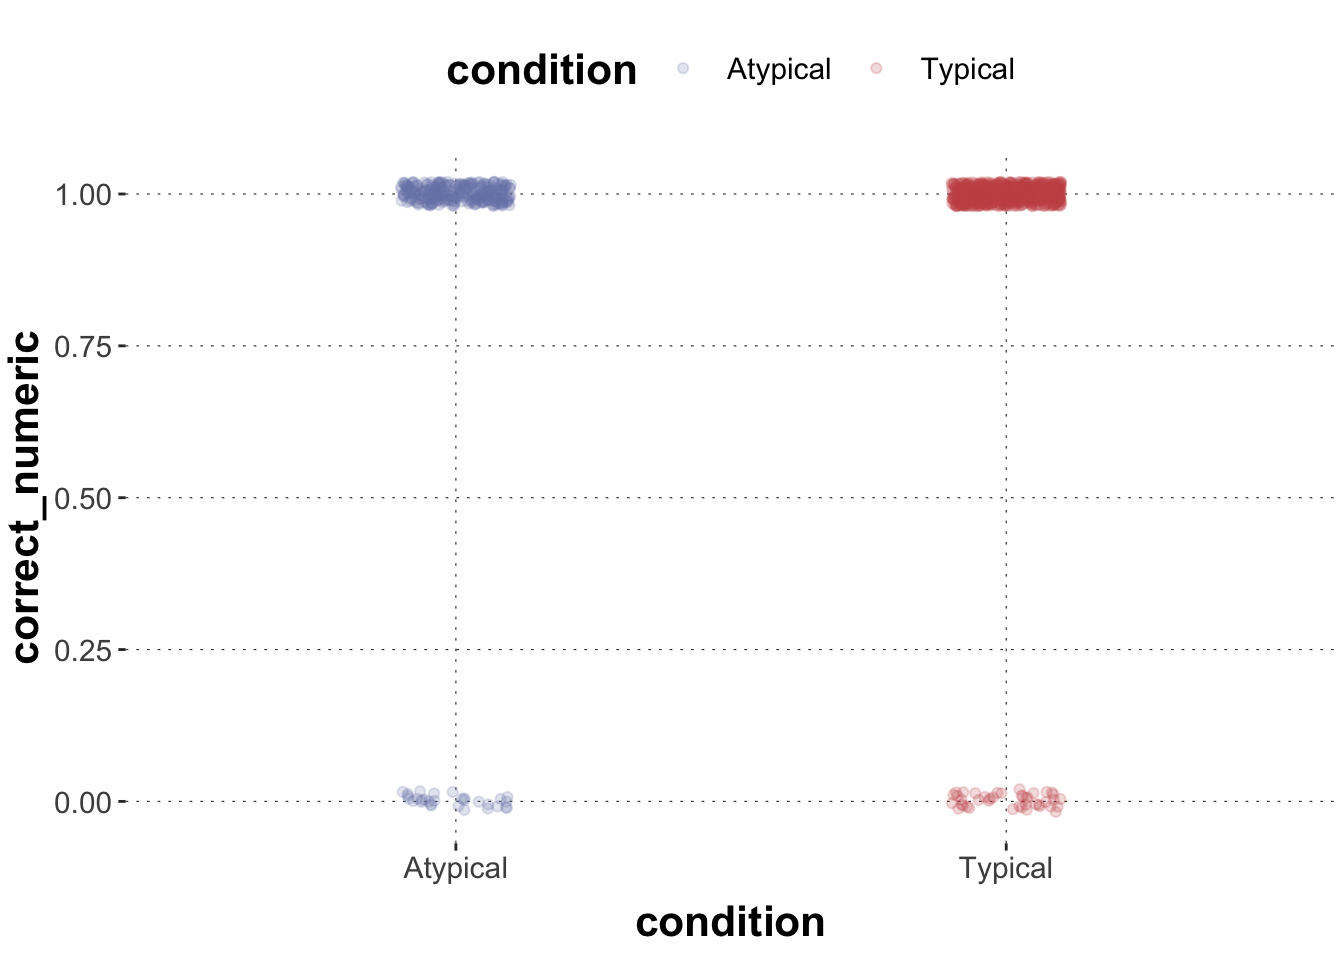 condition Atypical Typical
1.00
0.75
0.50
0.25
0.00
correct_numeric
Atypical Typical
condition